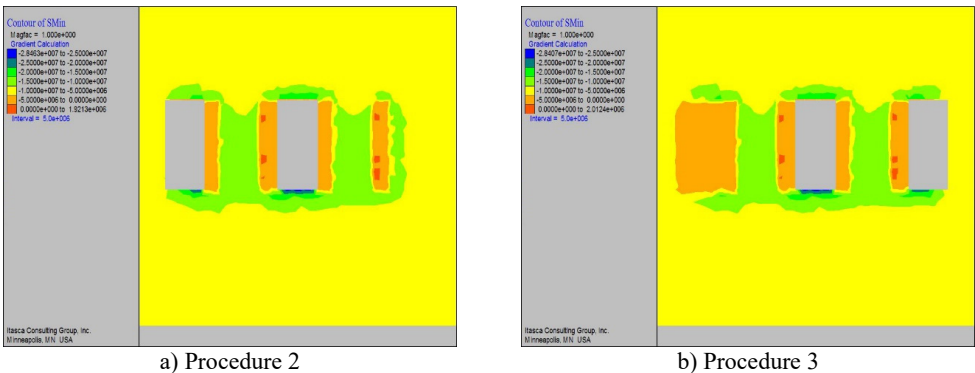 Contour of SMin
Magfac = 1.000e+000
Gradient Calculation
-2.8463e+007 to -2.5000e+007
-2.5000e+007 to -2.0000e+007
-2.0000e+007 to -1.5000e+007
-1.5000e+007 to -1.0000e+007
-1.0000e+007 to -5.0000e+006
-5.0000e+006 to 0.0000e+000
0.0000e+000 to 1.9213e+006
Interval = 5.0e+006
Itasca Consulting Group, Inc.
Minneapolis, MN USA
a) Procedure 2
Contour of SMin
Magfac = 1.000e+000
Gradient Calculation
-2.8407e+007 to -2.5000e+007
-2.5000e+007 to -2.0000e+007
-2.0000e+007 to -1.5000e+007
-1.5000e+007 to -1.0000e+007
-1.0000e+007 to -5.0000e+006
-5.0000e+006 to 0.0000e+000
0.0000e+000 to 2.0124e+006
Interval = 5.0e+006
Itasca Consulting Group, Inc.
Minneapolis, MN USA
b) Procedure 3